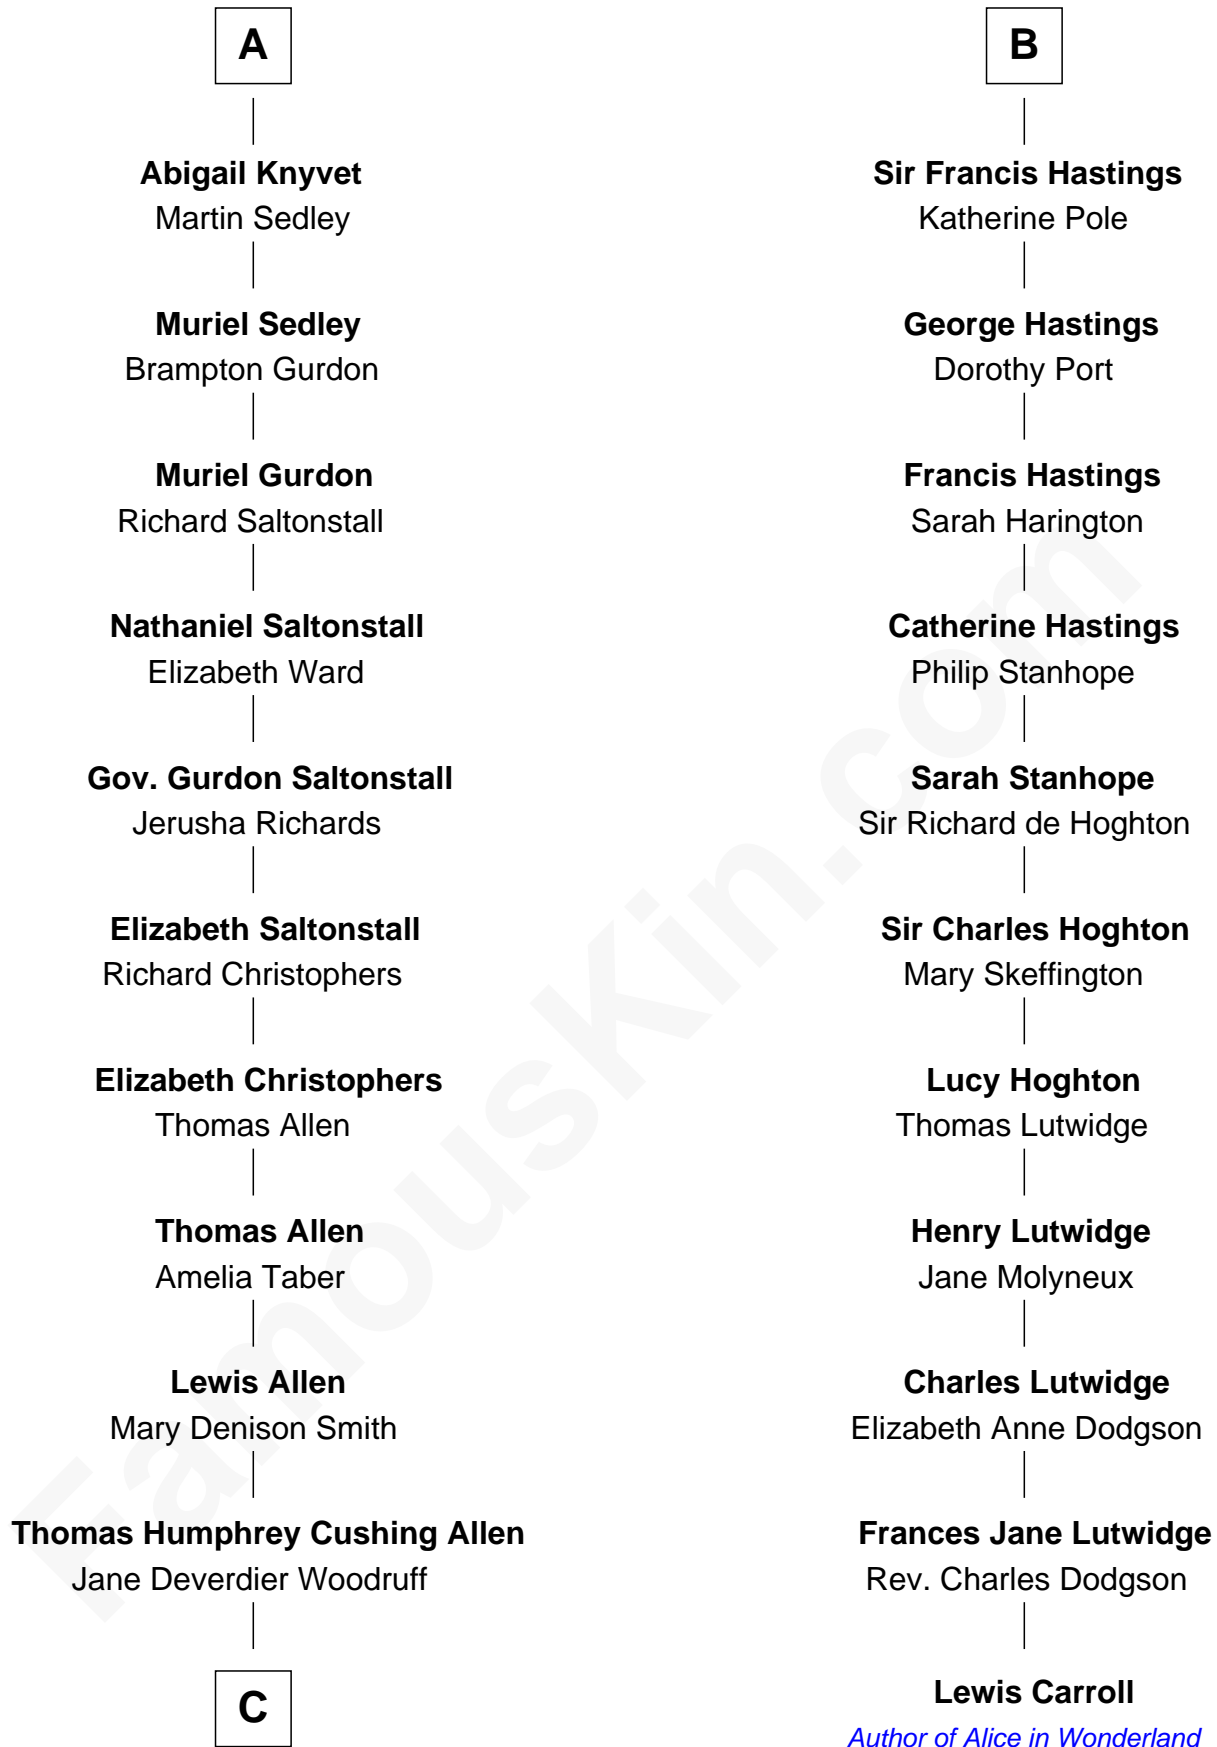 A
Abigail Knyvet
Martin Sedley
Muriel Sedley
Brampton Gurdon
Muriel Gurdon
Richard Saltonstall
Nathaniel Saltonstall
Elizabeth Ward
Gov. Gurdon Saltonstall
Jerusha Richards
Elizabeth Saltonstall
Richard Christophers
Elizabeth Christophers
Thomas Allen
Thomas Allen
Amelia Taber
Lewis Allen
Mary Denison Smith
Thomas Humphrey Cushing Allen
Jane Deverdier Woodruff
C
B
Sir Francis Hastings
Katherine Pole
George Hastings
Dorothy Port
Francis Hastings
Sarah Harington
Catherine Hastings
Philip Stanhope
Sarah Stanhope
Sir Richard de Hoghton
Sir Charles Hoghton
Mary Skeffington
Lucy Hoghton
Thomas Lutwidge
Henry Lutwidge
Jane Molyneux
Charles Lutwidge
Elizabeth Anne Dodgson
Frances Jane Lutwidge
Rev. Charles Dodgson
Lewis Carroll
Author of Alice in Wonderland
FamousKin.com